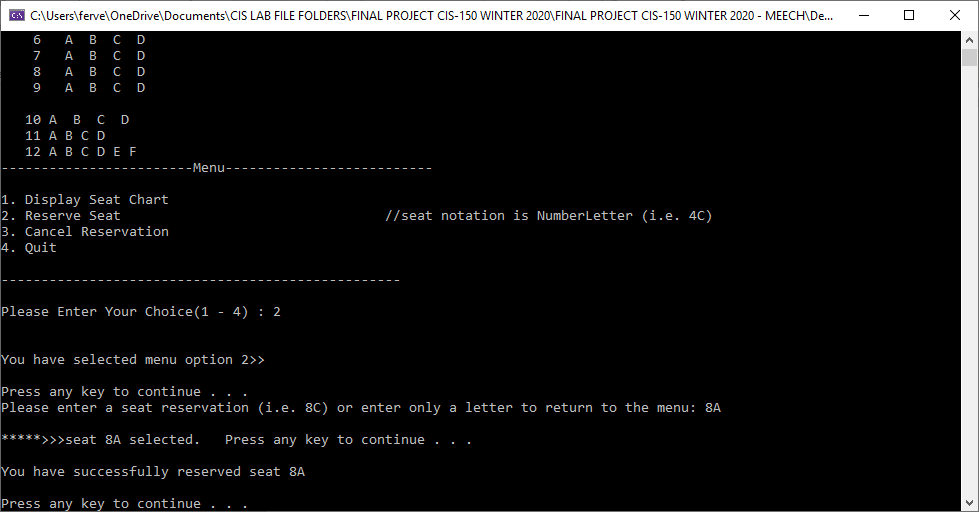 C:\Users\ferve\OneDrive\Documents\CIS LAB FILE FOLDERS\FINAL PROJECT CIS-150 WINTER 2020\FINAL PROJECT CIS-150 WINTER 2020 - MEECH\De...
6 A B C D
7 A B C D
8 A B C D
9 A B C D
10 A B C D
11 A B C D
12 A B C D E F
------------------------Menu--------------------------
1. Display Seat Chart
2. Reserve Seat //seat notation is NumberLetter (i.e. 4C)
3. Cancel Reservation
4. Quit
--------------------------------------------------
Please Enter Your Choice(1 - 4) : 2
You have selected menu option 2>>
Press any key to continue . . .
Please enter a seat reservation (i.e. 8C) or enter only a letter to return to the menu: 8A
*****>>>seat 8A selected. Press any key to continue . . .
You have successfully reserved seat 8A
Press any key to continue . . .